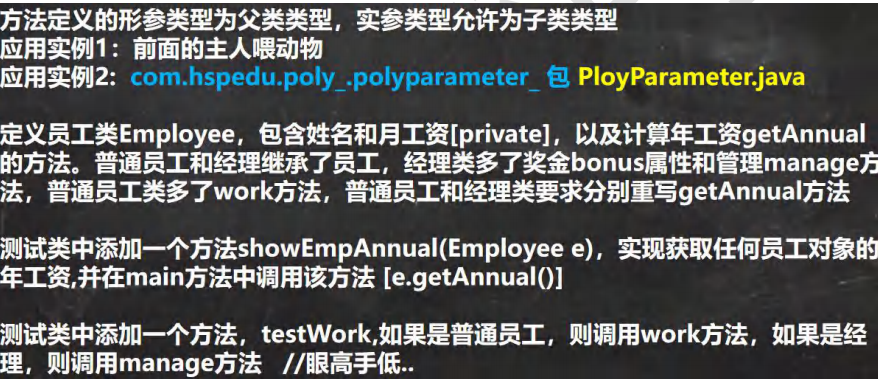 方法定义的形参类型为父类类型，实参类型允许为子类类型
应用实例1：前面的主人喂动物
应用实例2: com.hspedu.poly_.polyparameter_ 包 PloyParameter.java
定义员工类Employee，包含姓名和月工资[private]，以及计算年工资getAnnual
的方法。普通员工和经理继承了员工，经理类多了奖金bonus属性和管理manage方
法，普通员工类多了work方法，普通员工和经理类要求分别重写getAnnual方法
测试类中添加一个方法showEmpAnnual(Employee e)，实现获取任何员工对象的
年工资,并在main方法中调用该方法 [e.getAnnual()]
测试类中添加一个方法，testWork,如果是普通员工，则调用work方法，如果是经
理，则调用manage方法 //眼高手低..